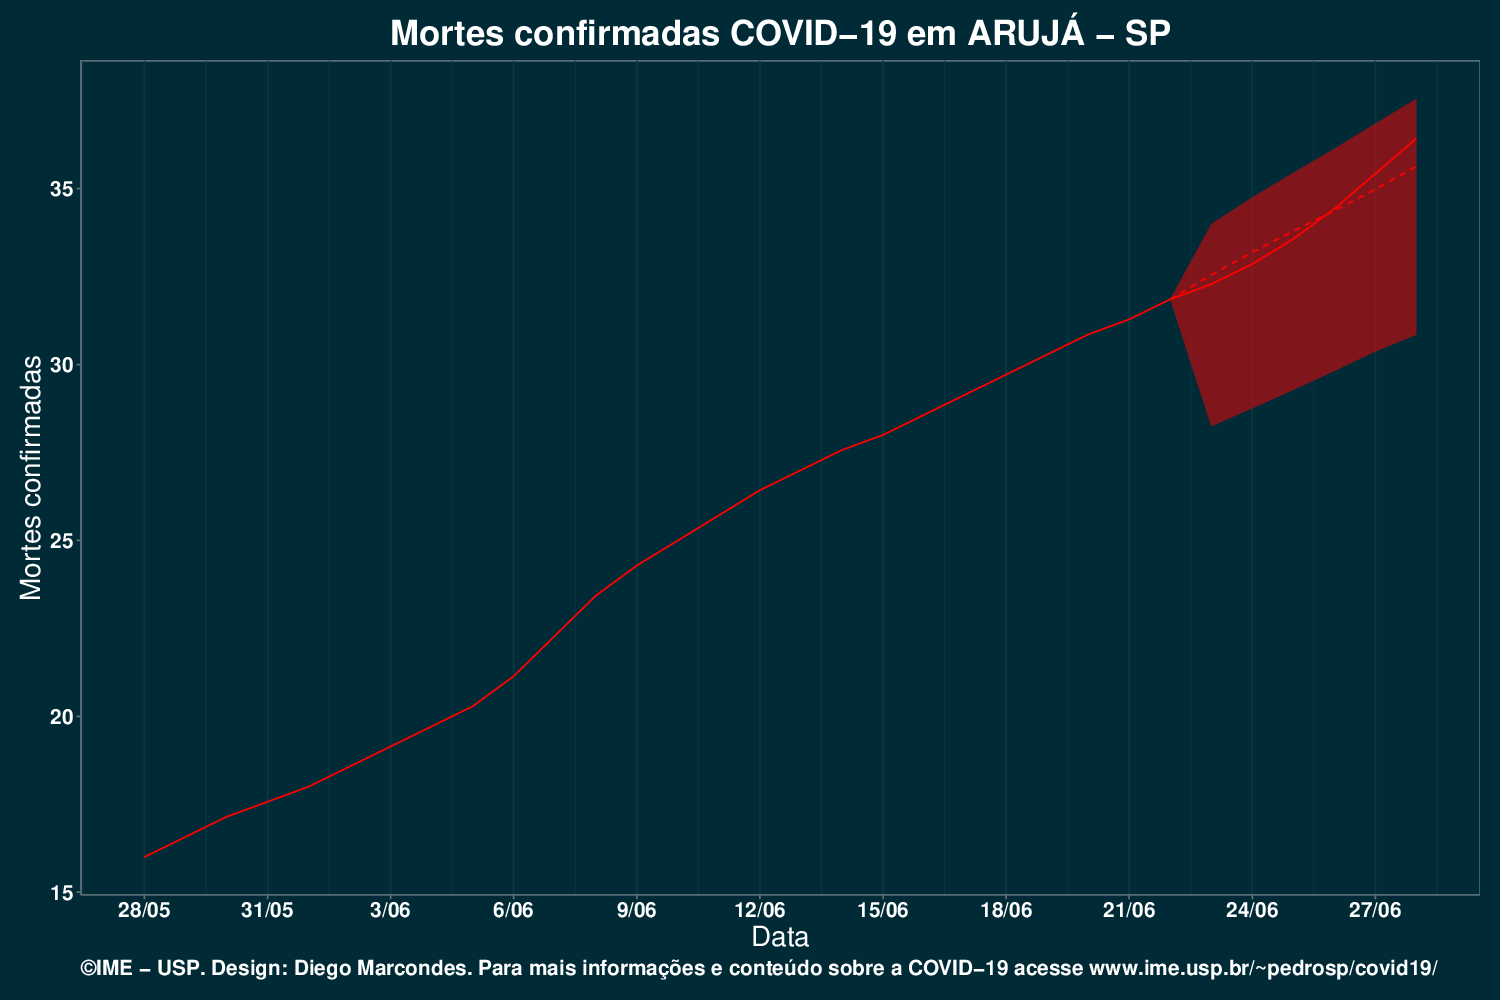 Mortes confirmadas COVID−19 em ARUJÁ − SP
Mortes confirmadas
35
30
25
20
15
28/05 31/05 3/06 6/06 9/06 12/06 15/06 18/06 21/06 24/06 27/06
Data
©IME − USP. Design: Diego Marcondes. Para mais informações e conteúdo sobre a COVID−19 acesse www.ime.usp.br/~pedrosp/covid19/